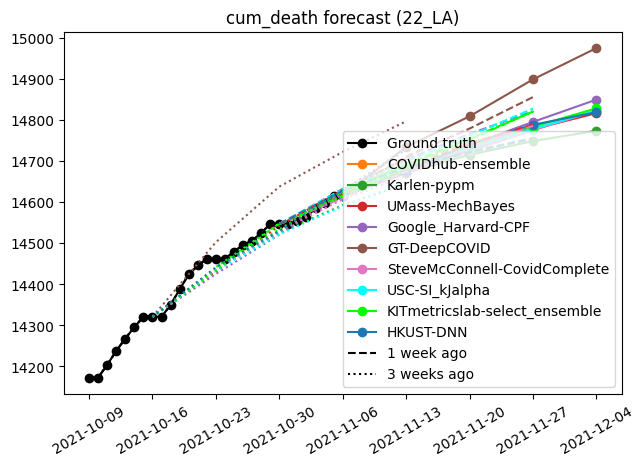 cum_death forecast (22_LA)
15000
14900
14800
14700
14600
14500
14400
14300
14200
Ground truth
COVIDhub-ensemble
Karlen-pypm
UMass-MechBayes
Google_Harvard-CPF
GT-DeepCOVID
SteveMcConnell-CovidComplete
USC-SI_kJalpha
KITmetricslab-select_ensemble
HKUST-DNN
1 week ago
3 weeks ago
2021-10-09
2021-10-16
2021-10-23
2021-10-30
2021-11-06
2021-11-13
2021-11-20
2021-11-27
2021-12-04